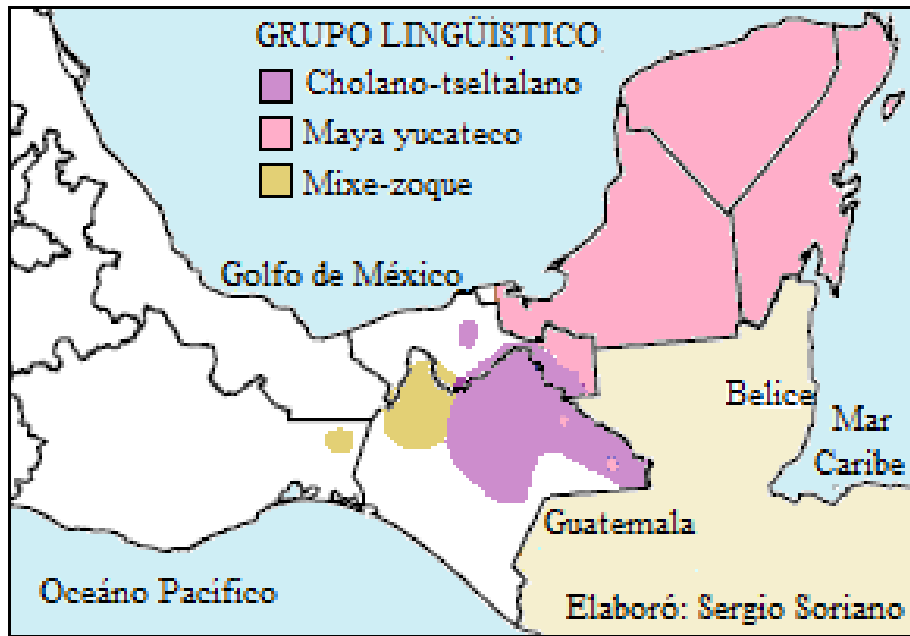 GRUPO LINGÜÍSTICO
Cholano-tseltalano
Maya yucateco
Mixe-zoque
Golfo de México
Belice
Mar
Caribe
Guatemala
Oceáno Pacífico
Elaboró: Sergio Soriano